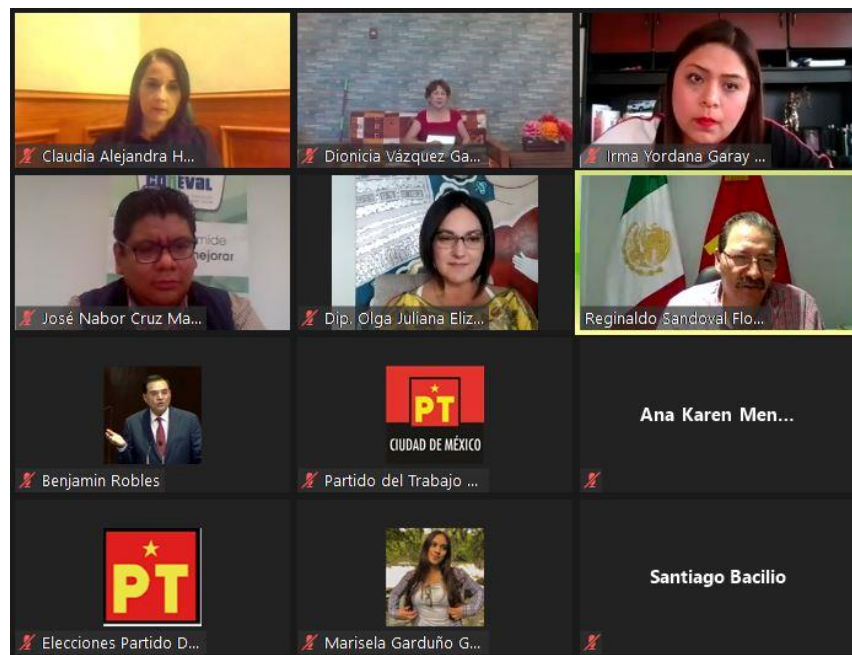 Claudia Alejandra H...
Dionicia Vázquez Ga...
Irma Yordana Garay ...
CONEVAL
mide
mejorar
José Nabor Cruz Ma...
Dip. Olga Juliana Eliz...
Reginaldo Sandoval Flo...
PT
CIUDAD DE MÉXICO
Benjamin Robles
Partido del Trabajo ...
Ana Karen Men...
PT
Elecciones Partido D...
Marisela Garduño G...
Santiago Bacilio